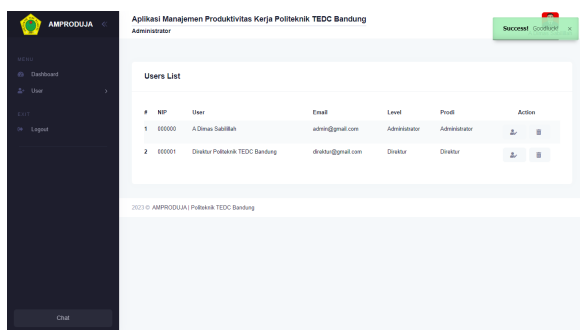 AMPRODUJA
Aplikasi Manajemen Produktivitas Kerja Politeknik TEDC Bandung
Administrator
Success! Goodluck! ×
MENU
Dashboard
User
EXIT
Logout
Users List
# NIP User Email Level Prodi Action
1 000000 A Dimas Sabilillah admin@gmail.com Administrator Administrator
2 000001 Direktur Politeknik TEDC Bandung direktur@gmail.com Direktur Direktur
2023 © AMPRODUJA | Politeknik TEDC Bandung
Chat